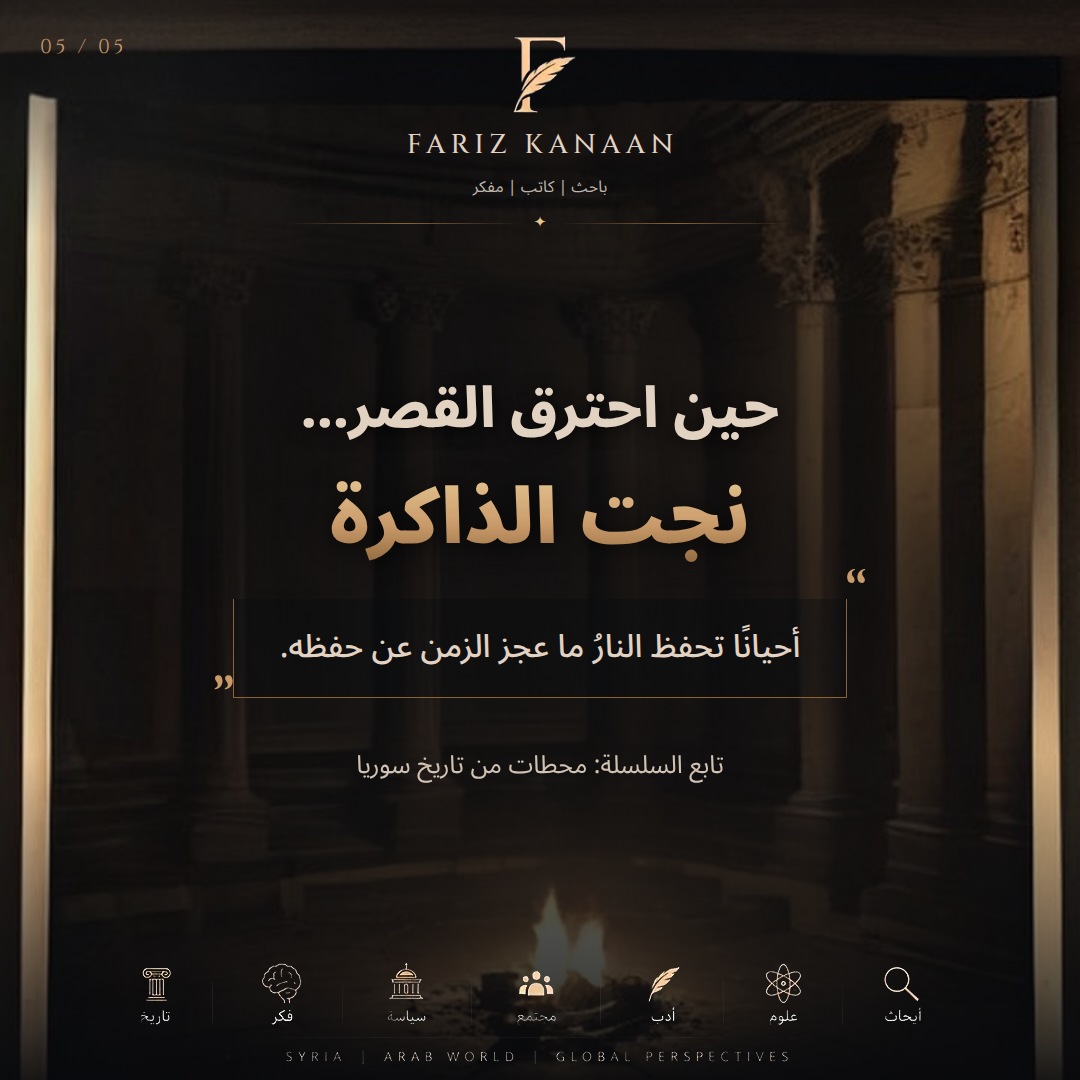 05 / 05
FARIZ KANAAN
باحث | كاتب | مفكر
حين احترق القصر...
نجت الذاكرة
“
أحيانًا تحفظ النارُ ما عجز الزمن عن حفظه.
”
تابع السلسلة: محطات من تاريخ سوريا
أبحاث
علوم
أدب
مجتمع
سياسة
فكر
تاريخ
SYRIA | ARAB WORLD | GLOBAL PERSPECTIVES